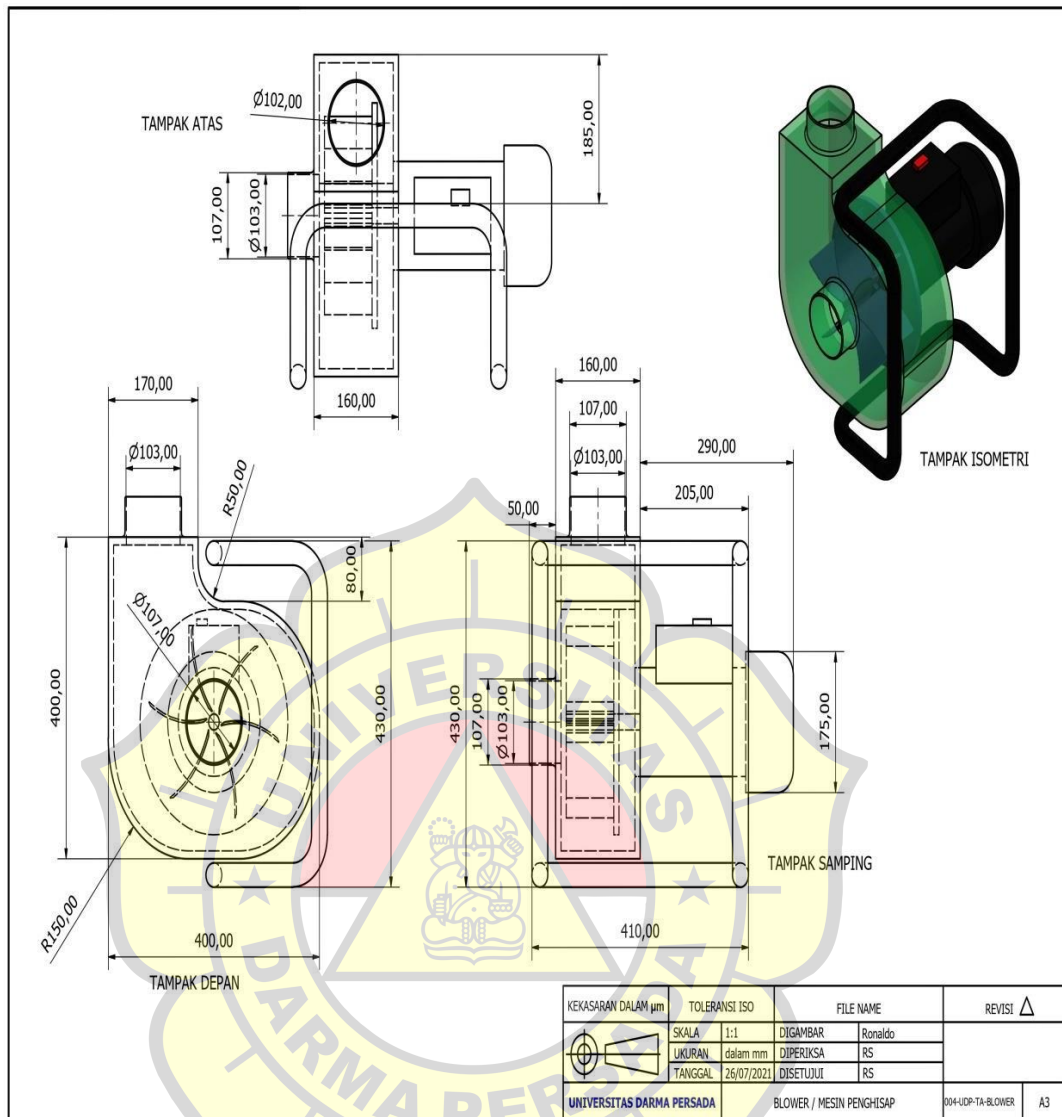 TAMPAK ATAS
Ø102,00
185,00
107,00
Ø103,00
160,00
TAMPAK ISOMETRI
170,00
Ø103,00
R50,00
80,00
Ø107,00
400,00
430,00
R150,00
400,00
TAMPAK DEPAN
160,00
107,00
290,00
Ø103,00
205,00
50,00
430,00
107,00
Ø103,00
175,00
TAMPAK SAMPING
410,00
UNIVERSITAS
DARMA PERSADA
KEKASARAN DALAM µm TOLERANSI ISO FILE NAME REVISI
SKALA 1:1 DIGAMBAR Ronaldo
UKURAN dalam mm DIPERIKSA RS
TANGGAL 26/07/2021 DISETUJUI RS
UNIVERSITAS DARMA PERSADA BLOWER / MESIN PENGHISAP 004-UDP-TA-BLOWER A3